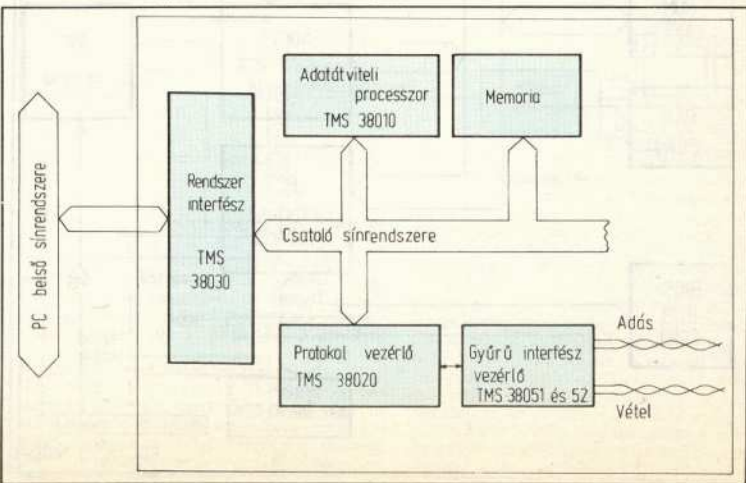 PC belső sínrendszere
Rendszer
interfész
TMS
38030
Adatátviteli
processzor
TMS 38010
Memoria
Csatoló sínrendszere
Protokol vezérlő
TMS 38020
Gyűrű interfész
vezérlő
TMS 38051 és 52
Adás
Vétel